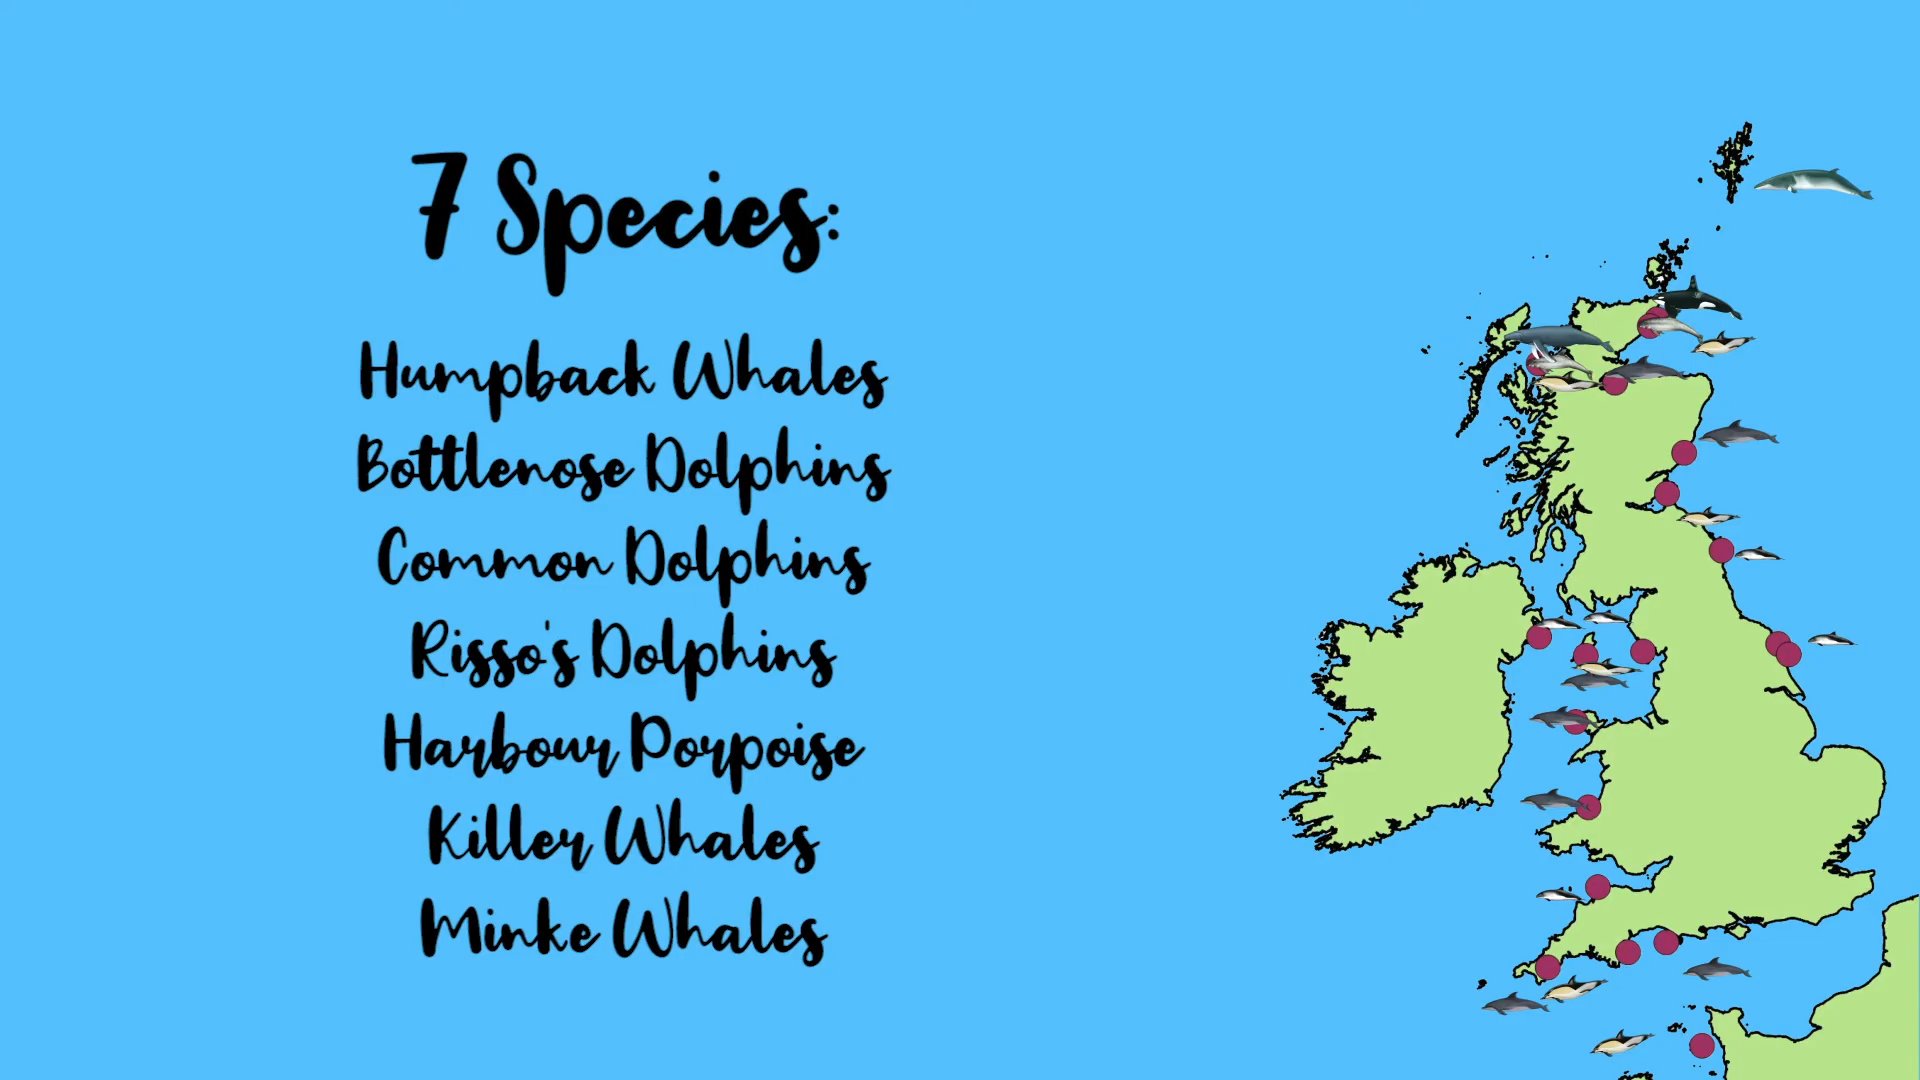 7 Species:
Humpback Whales
Bottlenose Dolphins
Common Dolphins
Risso's Dolphins
Harbour Porpoise
Killer Whales
Minke Whales